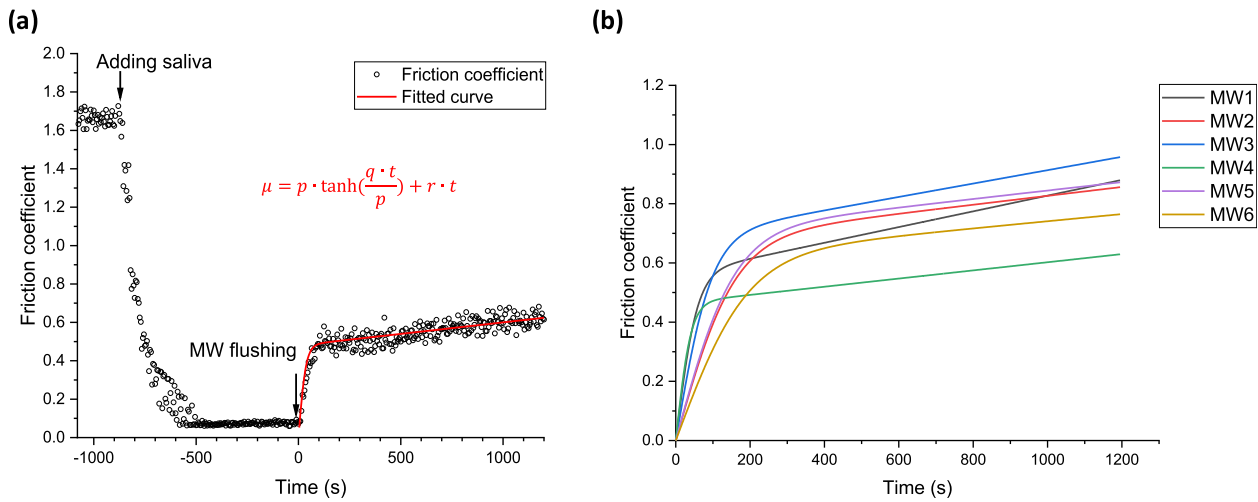 (a)
Adding saliva
Friction coefficient
Fitted curve
μ = p · tanh(q · t / p) + r · t
MW flushing
2.0
1.8
1.6
1.4
1.2
1.0
0.8
0.6
0.4
0.2
0.0
Friction coefficient
-1000
-500
0
500
1000
Time (s)
(b)
MW1
MW2
MW3
MW4
MW5
MW6
1.2
1.0
0.8
0.6
0.4
0.2
0.0
Friction coefficient
0
200
400
600
800
1000
1200
Time (s)